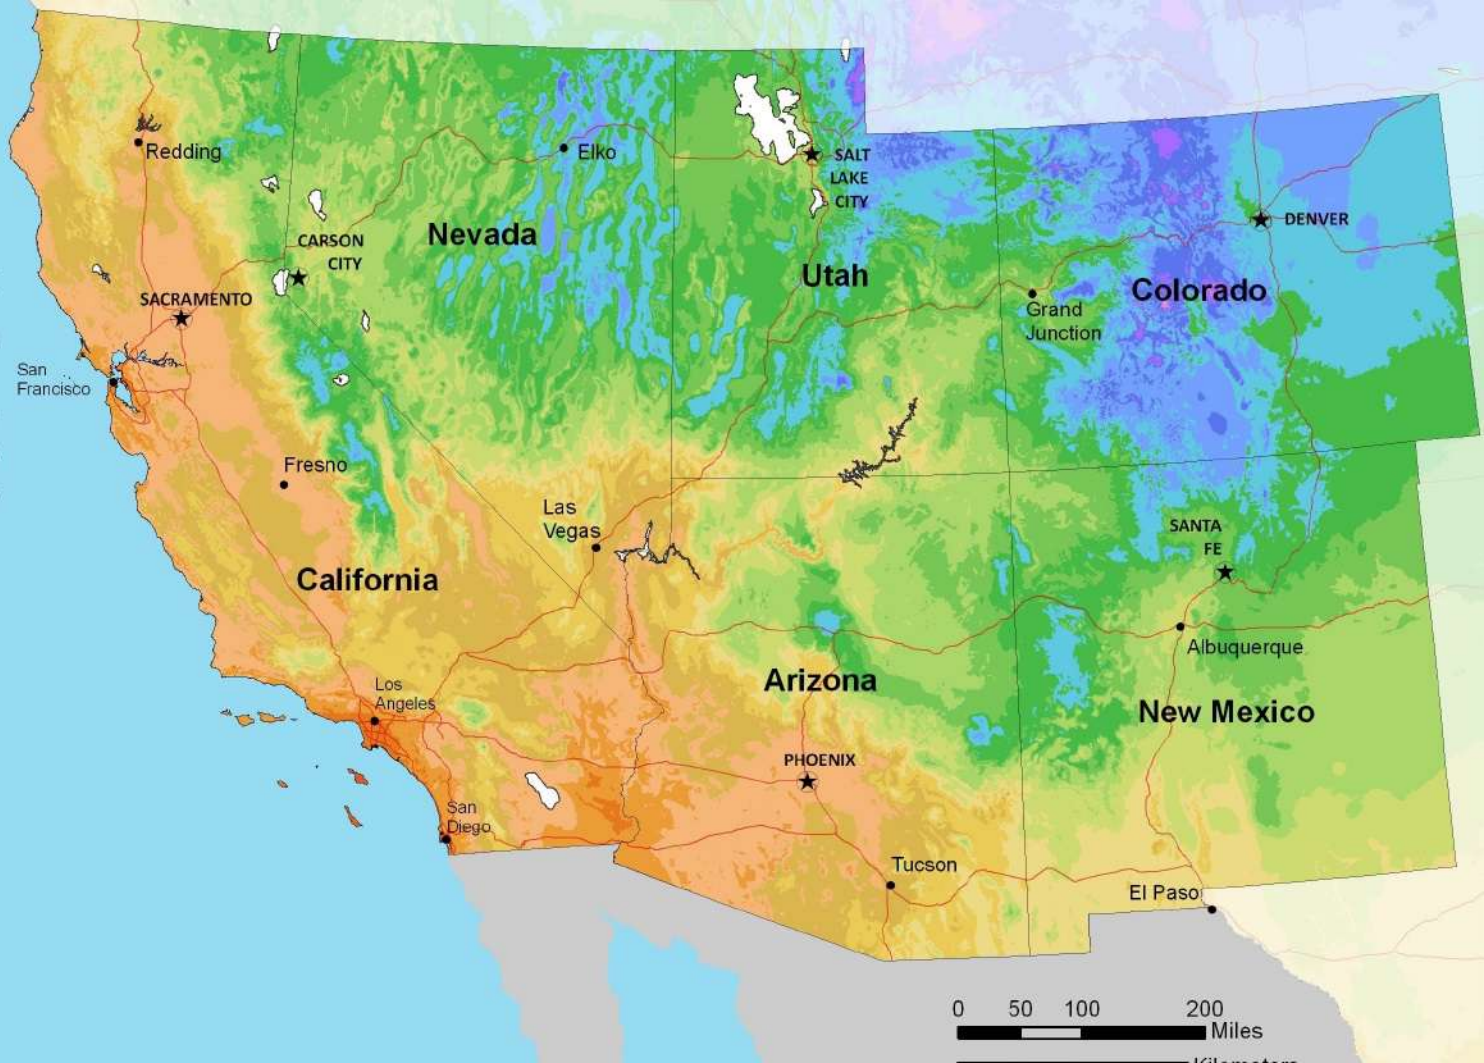 Redding
Elko
SALT
LAKE
CITY
DENVER
CARSON
CITY
Nevada
Utah
Colorado
SACRAMENTO
Grand
Junction
San
Francisco
Fresno
Las
Vegas
SANTA
FE
California
Albuquerque
Los
Angeles
Arizona
New Mexico
PHOENIX
San
Diego
Tucson
El Paso
0 50 100 200
Miles